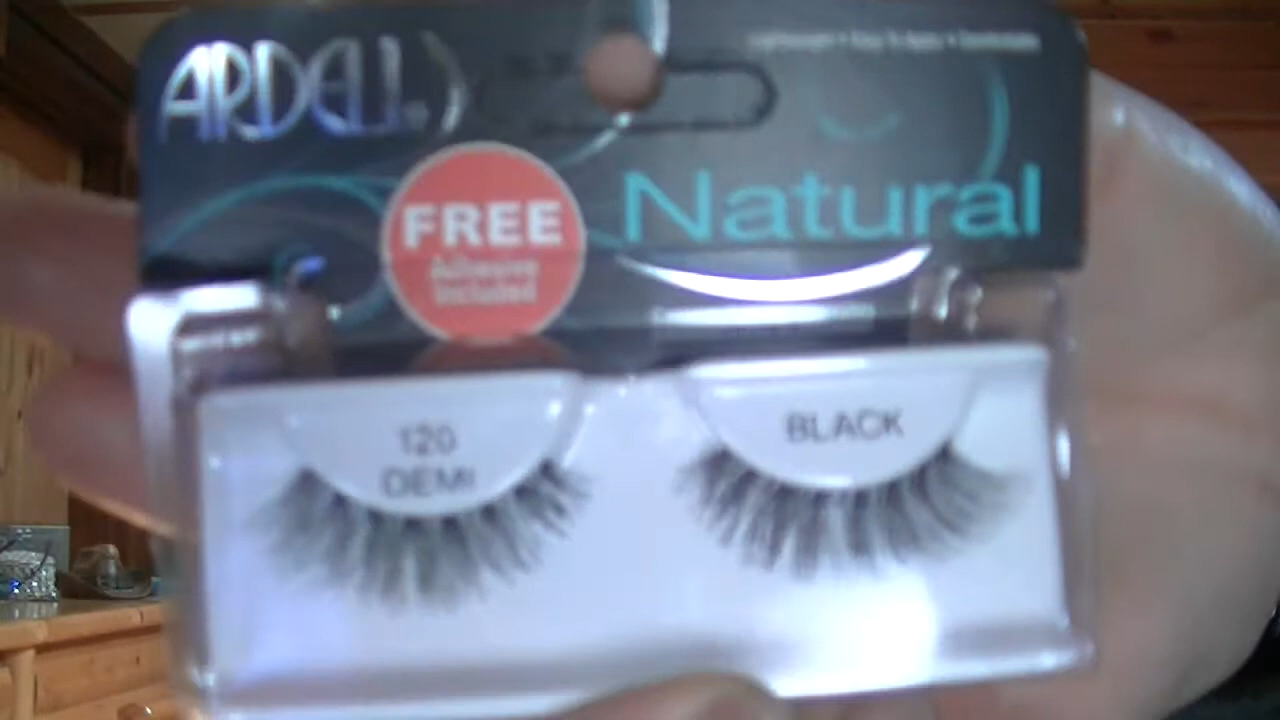 ARDELL
Natural
FREE
Adhesive
Included
120
DEMI
BLACK